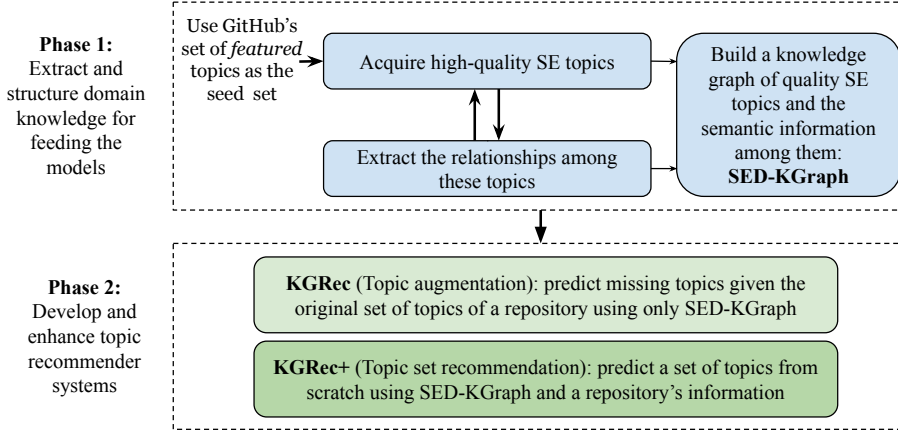 Phase 1:
Extract and
structure domain
knowledge for
feeding the
models
Use GitHub's
set of featured
topics as the
seed set
Acquire high-quality SE topics
Extract the relationships among
these topics
Build a knowledge
graph of quality SE
topics and the
semantic information
among them:
SED-KGraph
Phase 2:
Develop and
enhance topic
recommender
systems
KGRec (Topic augmentation): predict missing topics given the
original set of topics of a repository using only SED-KGraph
KGRec+ (Topic set recommendation): predict a set of topics from
scratch using SED-KGraph and a repository's information